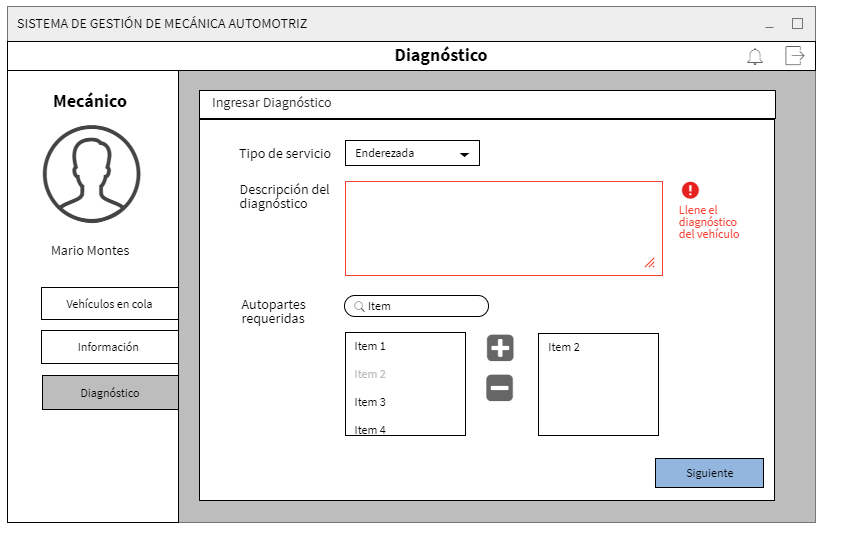 SISTEMA DE GESTIÓN DE MECÁNICA AUTOMOTRIZ
Diagnóstico
Mecánico
Mario Montes
Vehículos en cola
Información
Diagnóstico
Ingresar Diagnóstico
Tipo de servicio
Enderezada
Descripción del
diagnóstico
Llene el
diagnóstico
del vehículo
Autopartes
requeridas
Item
Item 1
Item 2
Item 3
Item 4
Item 2
Siguiente